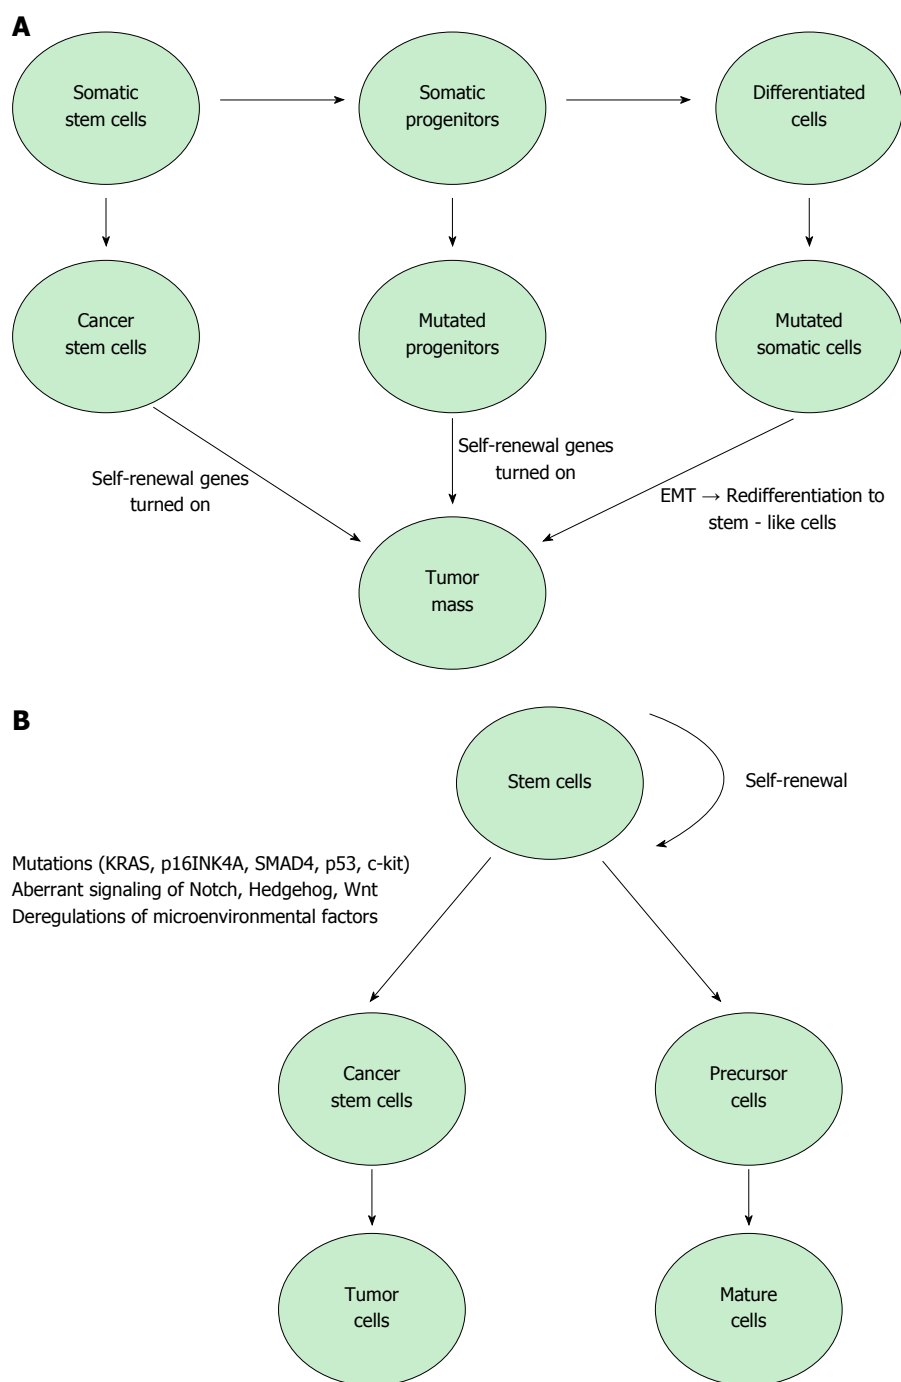 A
Somatic
stem cells
Somatic
progenitors
Differentiated
cells
Cancer
stem cells
Mutated
progenitors
Mutated
somatic cells
Self-renewal genes
turned on
Self-renewal genes
turned on
EMT → Redifferentiation to
stem - like cells
Tumor
mass
B
Stem cells
Self-renewal
Mutations (KRAS, p16INK4A, SMAD4, p53, c-kit)
Aberrant signaling of Notch, Hedgehog, Wnt
Deregulations of microenvironmental factors
Cancer
stem cells
Precursor
cells
Tumor
cells
Mature
cells